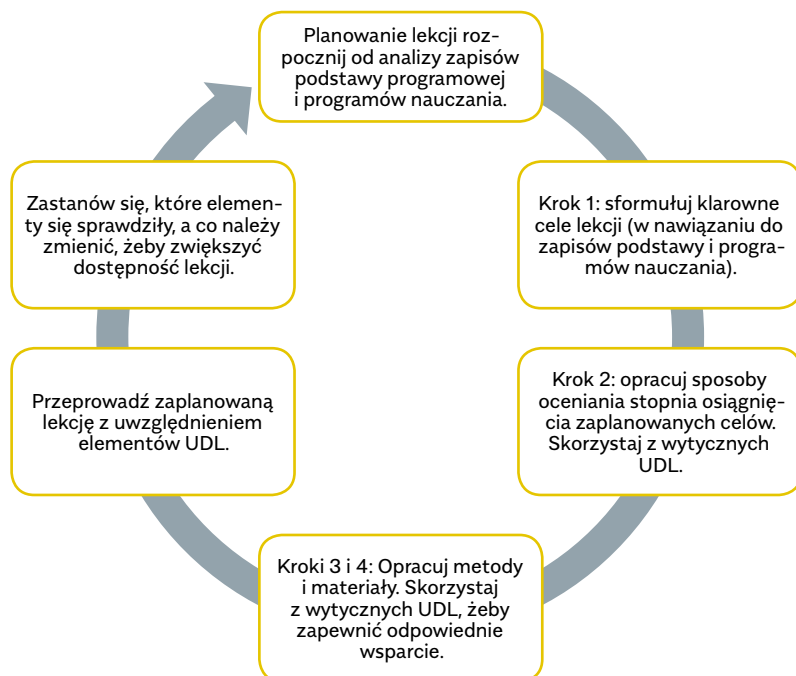 Planowanie lekcji roz-
pocznij od analizy zapisów
podstawy programowej
i programów nauczania.
Krok 1: sformułuj klarowne
cele lekcji (w nawiązaniu do
zapisów podstawy i progra-
mów nauczania).
Krok 2: opracuj sposoby
oceniania stopnia osiągnię-
cia zaplanowanych celów.
Skorzystaj z wytycznych
UDL.
Kroki 3 i 4: Opracuj metody
i materiały. Skorzystaj
z wytycznych UDL, żeby
zapewnić odpowiednie
wsparcie.
Przeprowadź zaplanowaną
lekcję z uwzględnieniem
elementów UDL.
Zastanów się, które elemen-
ty się sprawdziły, a co należy
zmienić, żeby zwiększyć
dostępność lekcji.